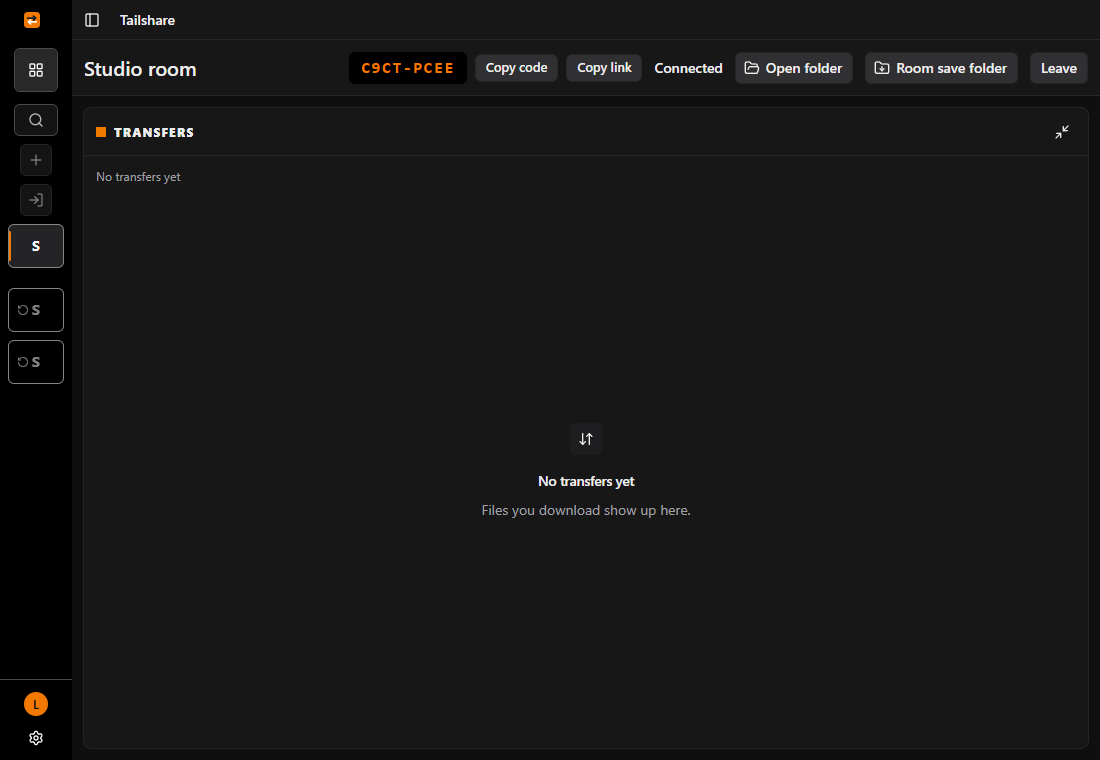 Tailshare
Studio room
C9CT-PCEE
Copy code
Copy link
Connected
Open folder
Room save folder
Leave
TRANSFERS
No transfers yet
S
S
S
No transfers yet
Files you download show up here.
L